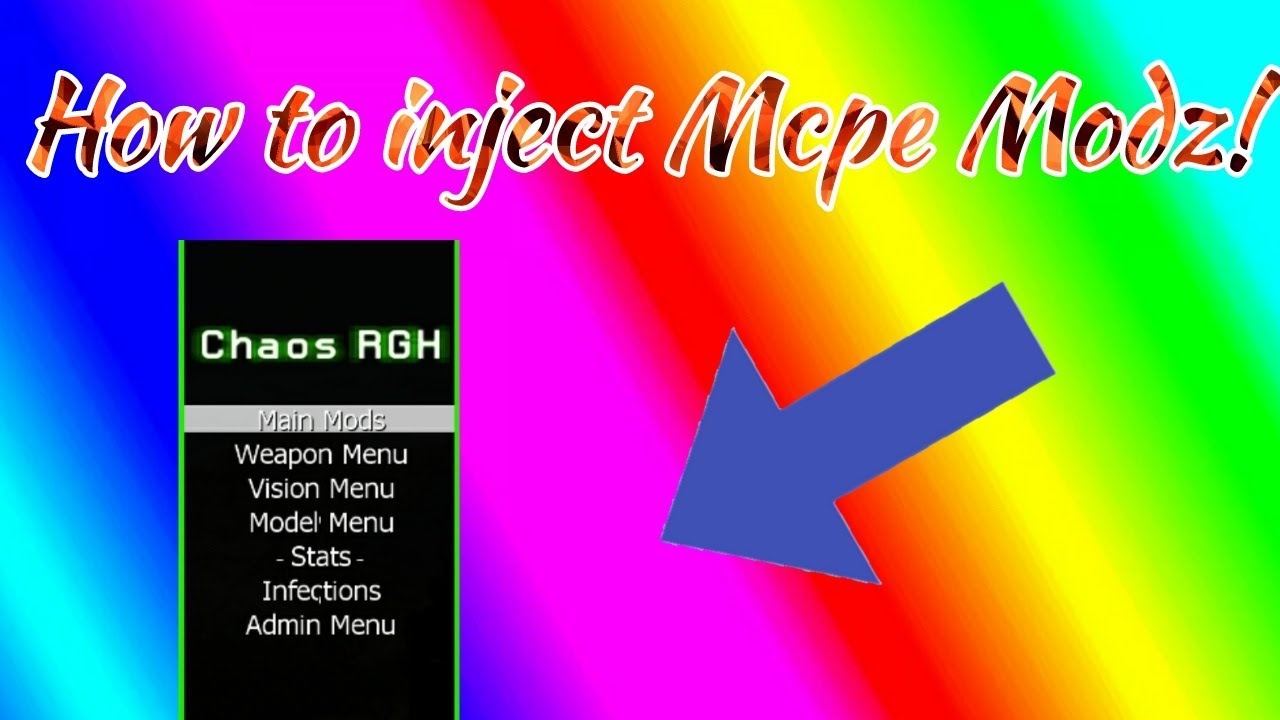 How to inject Mcpe Modz!
Chaos RGH
Main Mods
Weapon Menu
Vision Menu
Model Menu
- Stats -
Infections
Admin Menu